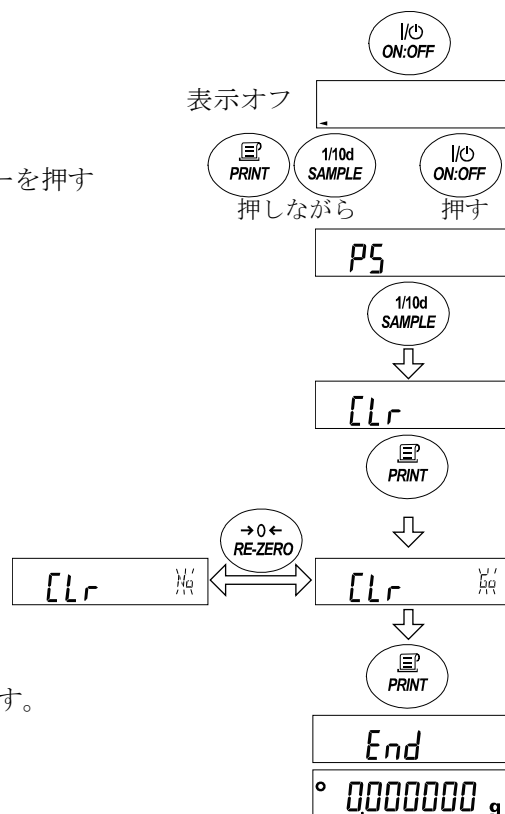 I/⏻
ON:OFF
表示オフ
PRINT
1/10d
SAMPLE
I/⏻
ON:OFF
ーを押す
押しながら
押す
PS
1/10d
SAMPLE
CLr
PRINT
→0←
RE-ZERO
CLr No
CLr Go
PRINT
す。
End
0.000000 g